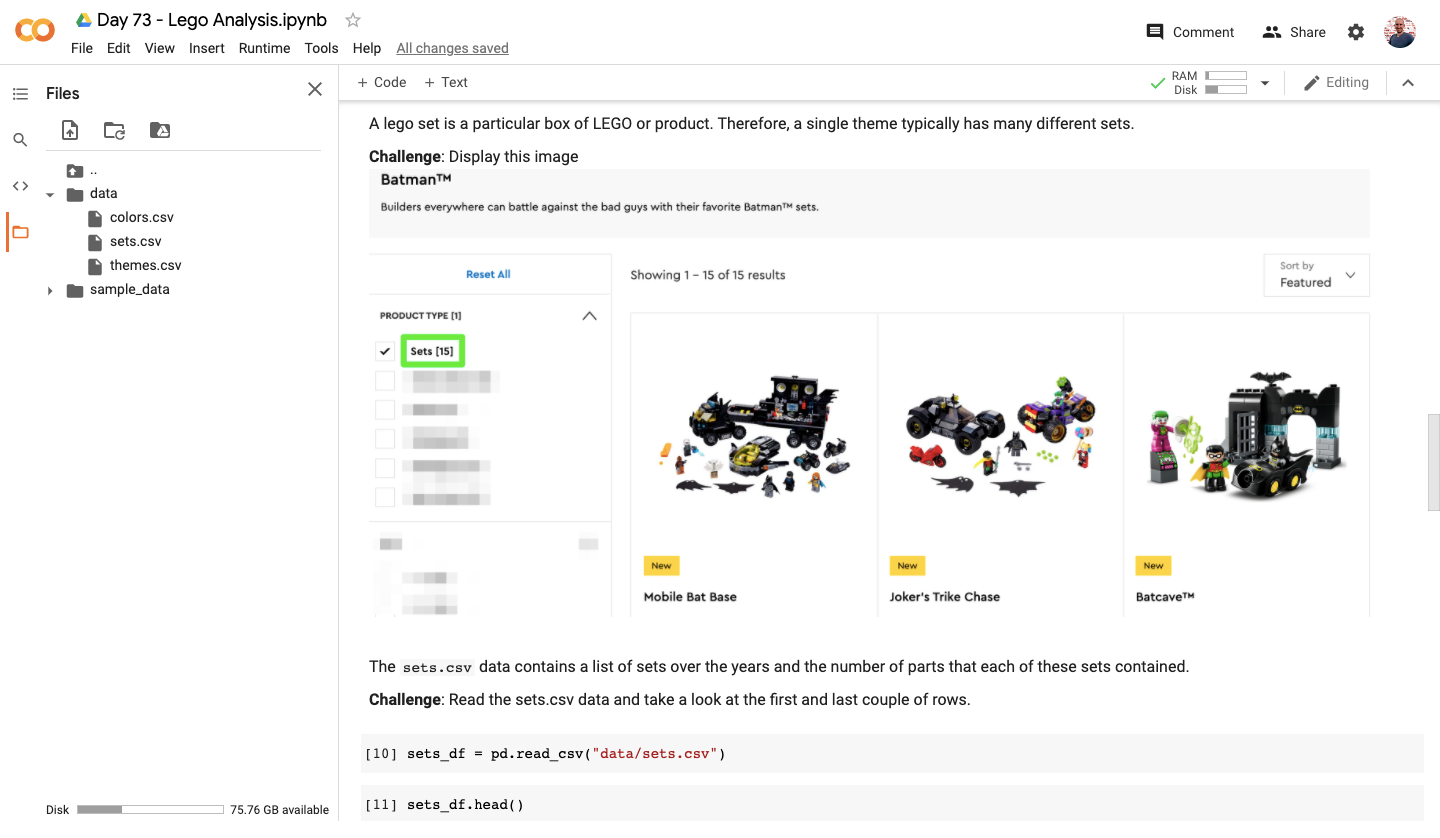 Day 73 - Lego Analysis.ipynb
File Edit View Insert Runtime Tools Help All changes saved
Comment
Share
Files
+ Code + Text
RAM
Disk
Editing
..
data
colors.csv
sets.csv
themes.csv
sample_data
Disk 75.76 GB available
A lego set is a particular box of LEGO or product. Therefore, a single theme typically has many different sets.
Challenge: Display this image
Batman™
Builders everywhere can battle against the bad guys with their favorite Batman™ sets.
Reset All
Showing 1 – 15 of 15 results
Sort by
Featured
PRODUCT TYPE [1]
Sets [15]
New
Mobile Bat Base
New
Joker's Trike Chase
New
Batcave™
The sets.csv data contains a list of sets over the years and the number of parts that each of these sets contained.
Challenge: Read the sets.csv data and take a look at the first and last couple of rows.
[10] sets_df = pd.read_csv("data/sets.csv")
[11] sets_df.head()